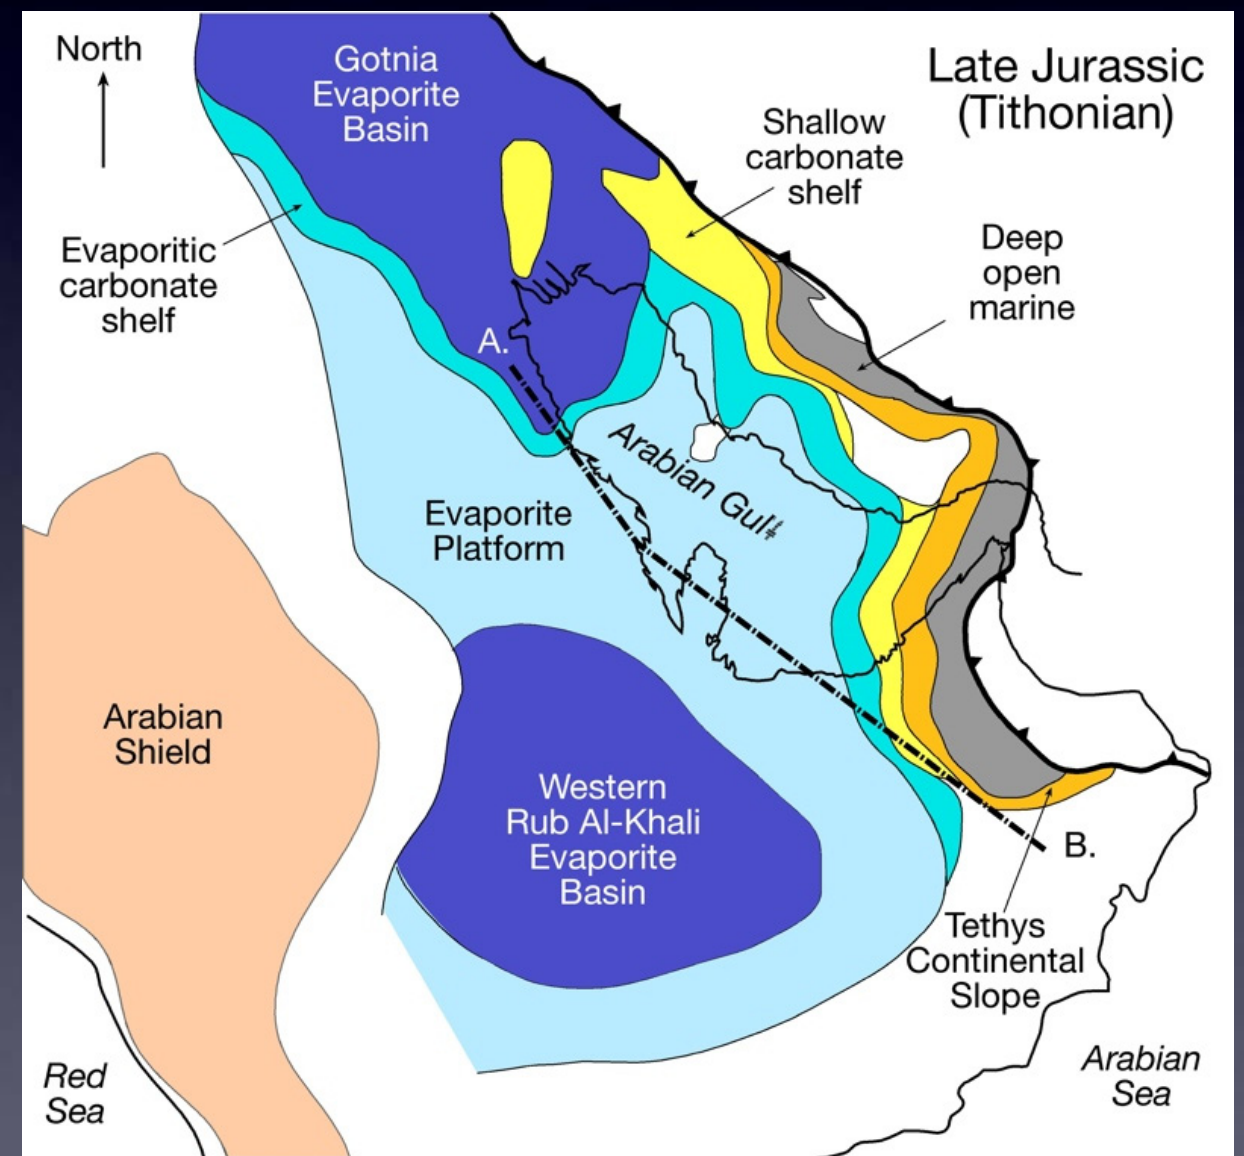 North
Gotnia
Evaporite
Basin
Late Jurassic
(Tithonian)
Shallow
carbonate
shelf
Evaporitic
carbonate
shelf
Deep
open
marine
A.
Arabian Gulf
Evaporite
Platform
Arabian
Shield
Western
Rub Al-Khali
Evaporite
Basin
B.
Tethys
Continental
Slope
Red
Sea
Arabian
Sea